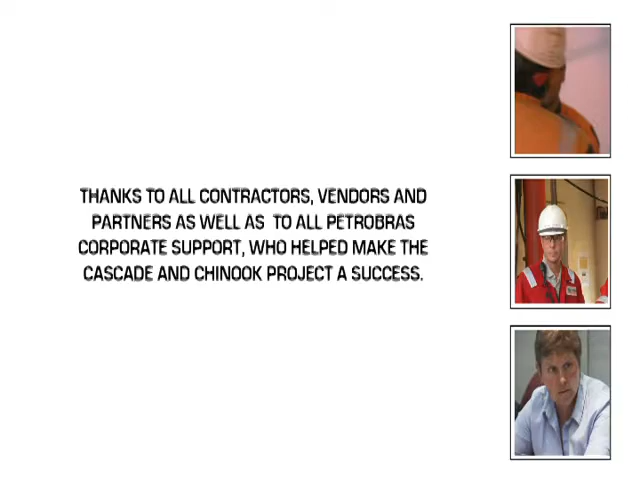 THANKS TO ALL CONTRACTORS, VENDORS AND
PARTNERS AS WELL AS TO ALL PETROBRAS
CORPORATE SUPPORT, WHO HELPED MAKE THE
CASCADE AND CHINOOK PROJECT A SUCCESS.